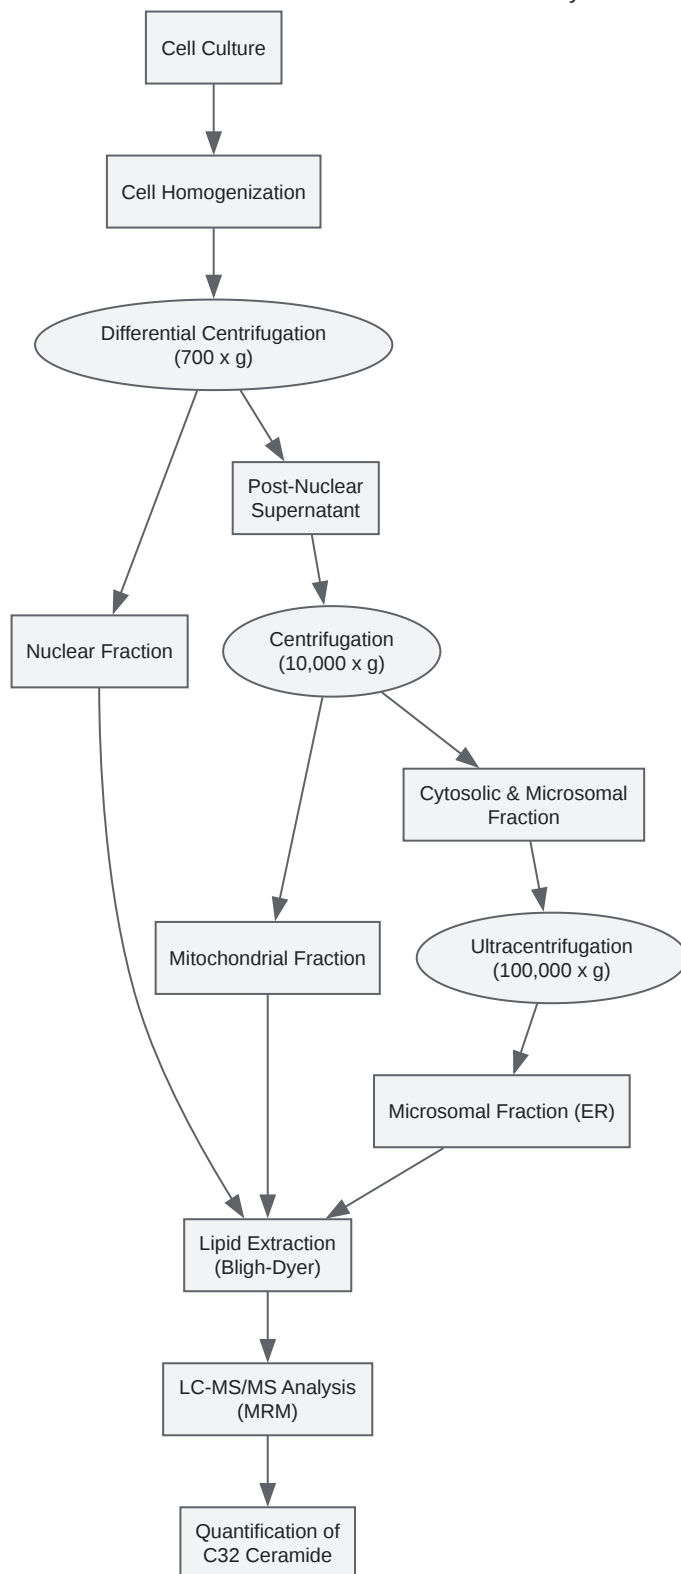 Cell Culture
Cell Homogenization
Differential Centrifugation
(700 x g)
Post-Nuclear
Supernatant
Nuclear Fraction
Centrifugation
(10,000 x g)
Cytosolic & Microsomal
Fraction
Mitochondrial Fraction
Ultracentrifugation
(100,000 x g)
Microsomal Fraction (ER)
Lipid Extraction
(Bligh-Dyer)
LC-MS/MS Analysis
(MRM)
Quantification of
C32 Ceramide